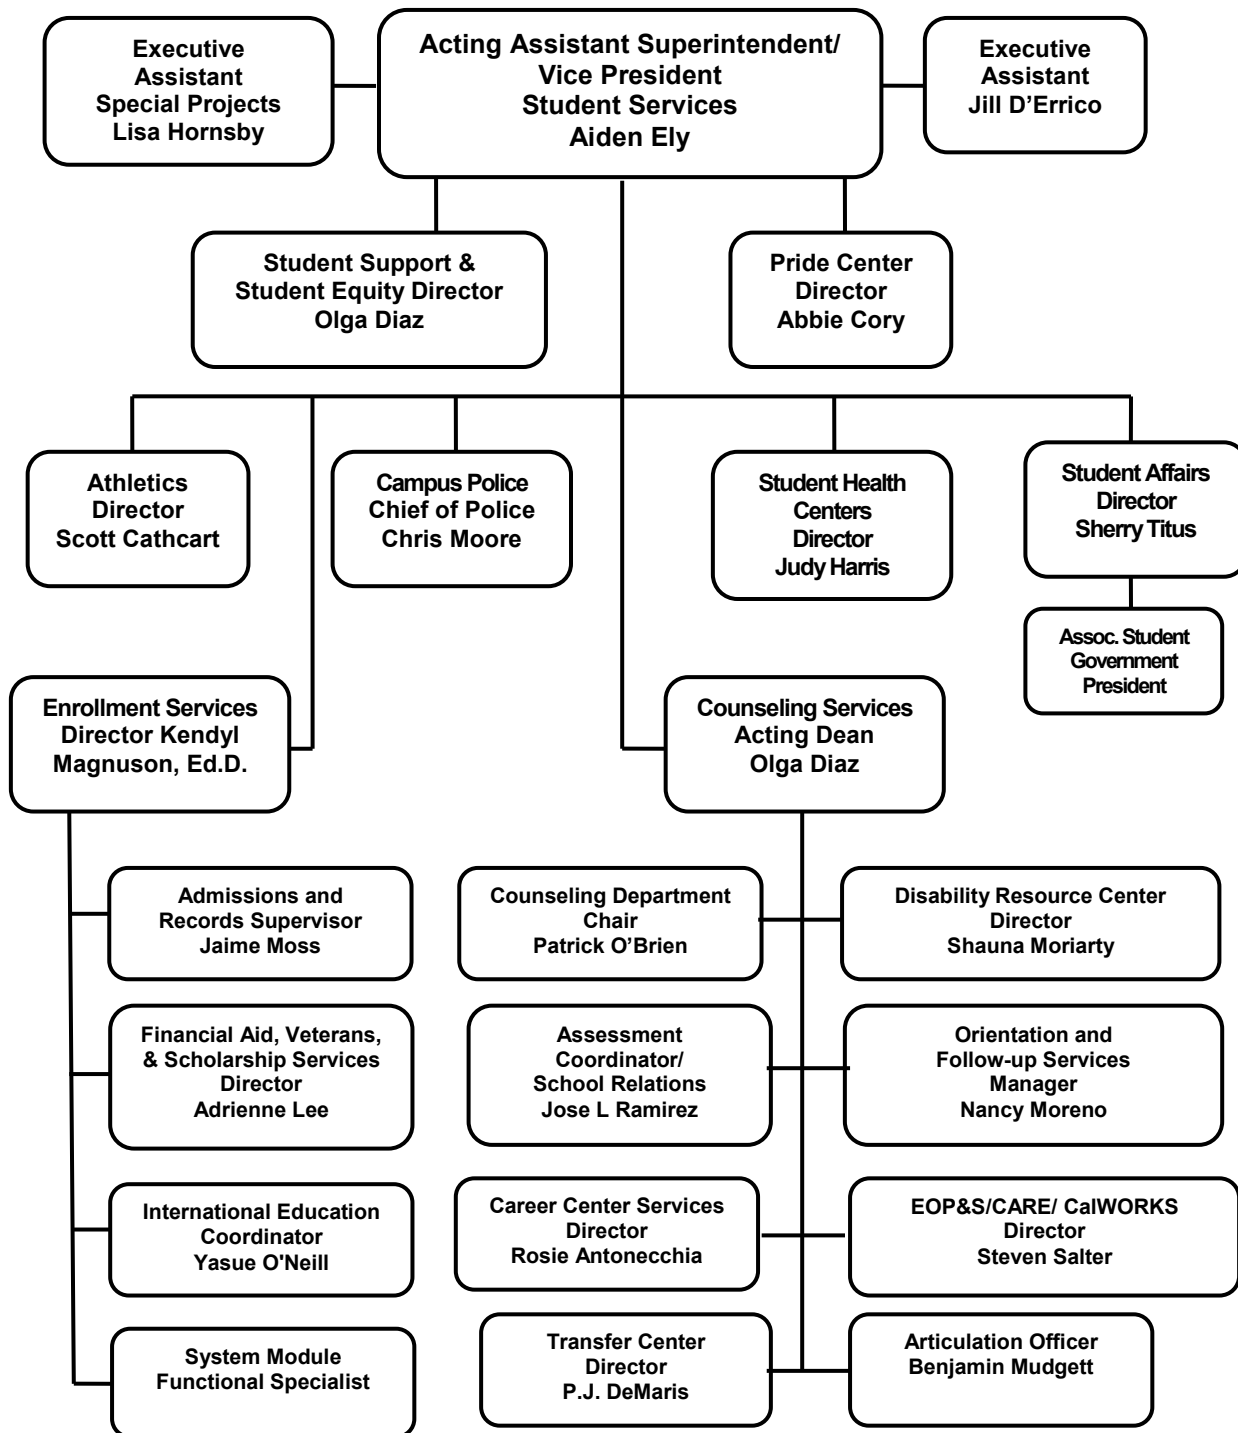 Executive
Assistant
Special Projects
Lisa Hornsby
Acting Assistant Superintendent/
Vice President
Student Services
Aiden Ely
Executive
Assistant
Jill D’Errico
Student Support &
Student Equity Director
Olga Diaz
Pride Center
Director
Abbie Cory
Athletics
Director
Scott Cathcart
Campus Police
Chief of Police
Chris Moore
Student Health
Centers
Director
Judy Harris
Student Affairs
Director
Sherry Titus
Assoc. Student
Government
President
Enrollment Services
Director Kendyl
Magnuson, Ed.D.
Counseling Services
Acting Dean
Olga Diaz
Admissions and
Records Supervisor
Jaime Moss
Counseling Department
Chair
Patrick O’Brien
Disability Resource Center
Director
Shauna Moriarty
Financial Aid, Veterans,
& Scholarship Services
Director
Adrienne Lee
Assessment
Coordinator/
School Relations
Jose L Ramirez
Orientation and
Follow-up Services
Manager
Nancy Moreno
International Education
Coordinator
Yasue O'Neill
Career Center Services
Director
Rosie Antonecchia
EOP&S/CARE/ CalWORKS
Director
Steven Salter
System Module
Functional Specialist
Transfer Center
Director
P.J. DeMaris
Articulation Officer
Benjamin Mudgett